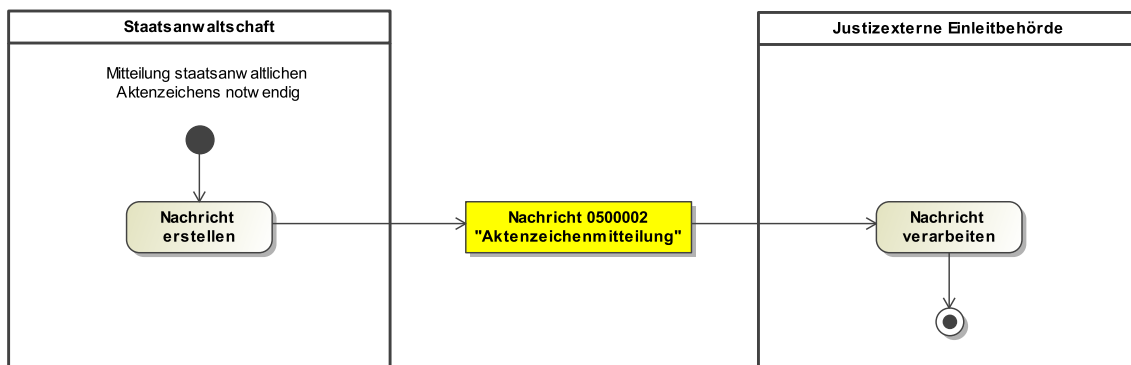 Staatsanwaltschaft
Justizexterne Einleitbehörde
Mitteilung staatsanwaltlichen
Aktenzeichens notwendig
Nachricht
erstellen
Nachricht 0500002
"Aktenzeichenmitteilung"
Nachricht
verarbeiten